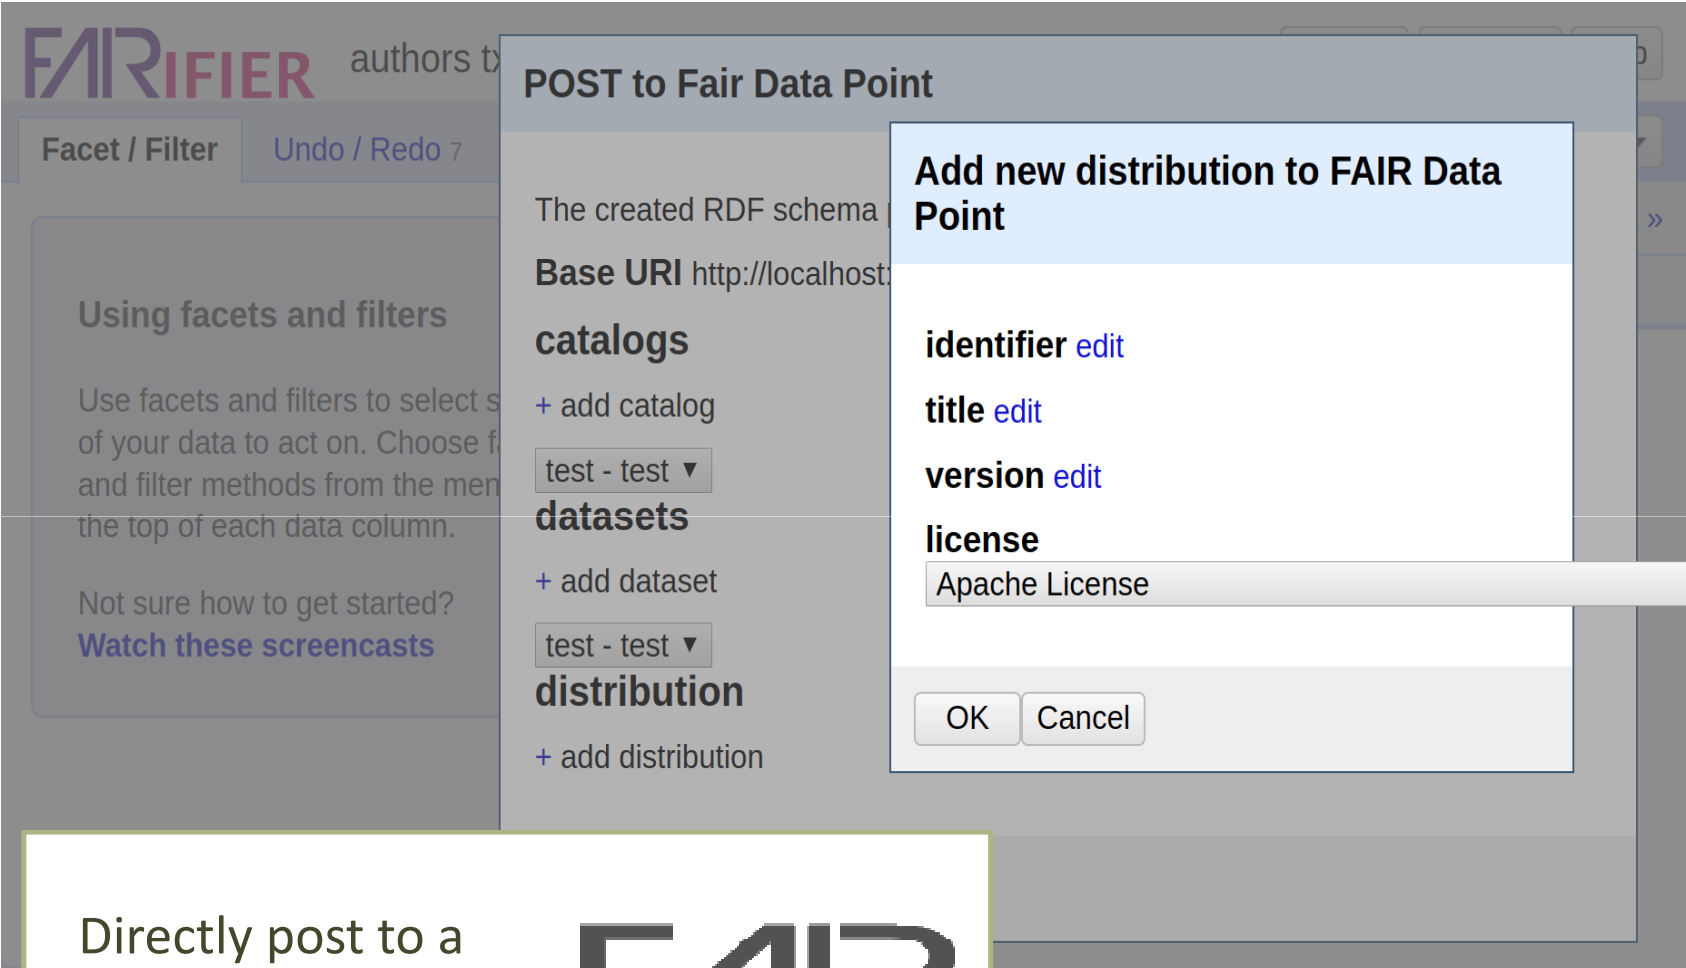 FAIRIFIER
authors
POST to Fair Data Point
Facet / Filter
Undo / Redo 7
Add new distribution to FAIR Data
Point
The created RDF schema
»
Base URI http://localhost:
Using facets and filters
catalogs
identifier edit
Use facets and filters to select
+ add catalog
title edit
of your data to act on. Choose
test - test ▼
and filter methods from the
version edit
the top of each data column.
datasets
license
+ add dataset
Apache License
Not sure how to get started?
Watch these screencasts
test - test ▼
distribution
OK
Cancel
+ add distribution
Directly post to a
FAIR